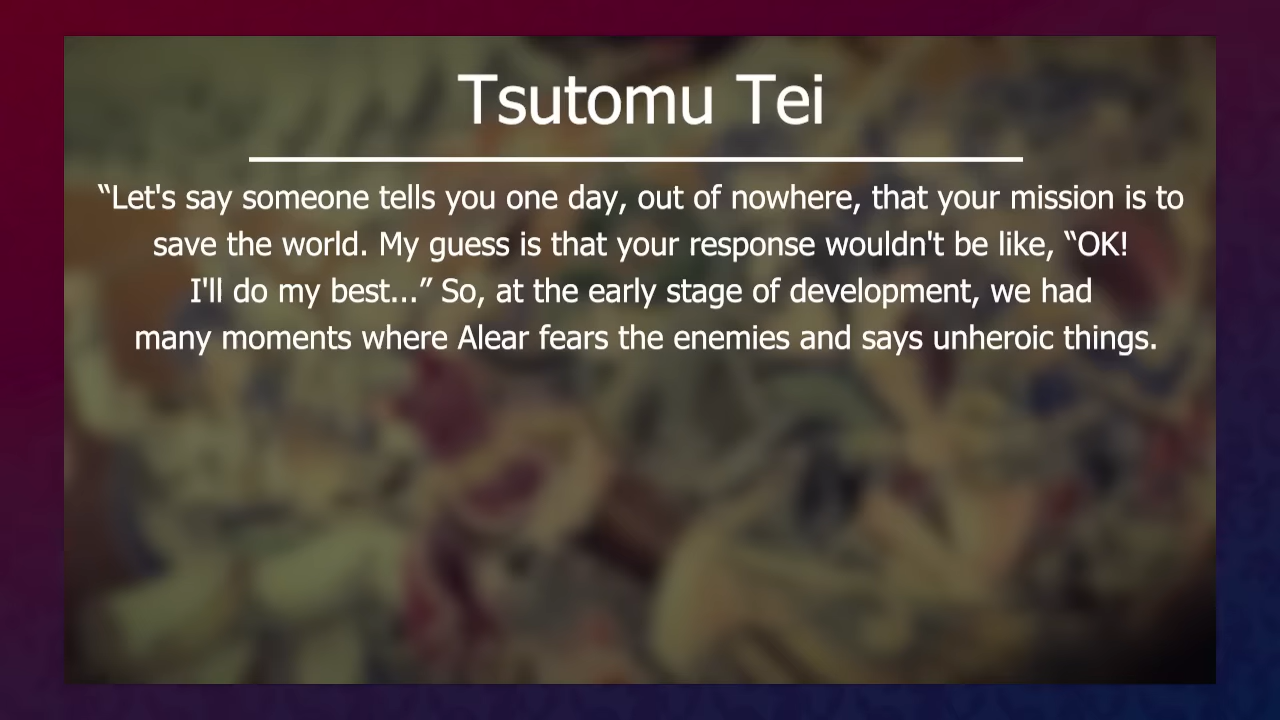 Tsutomu Tei
“Let's say someone tells you one day, out of nowhere, that your mission is to
save the world. My guess is that your response wouldn't be like, “OK!
I'll do my best...” So, at the early stage of development, we had
many moments where Alear fears the enemies and says unheroic things.